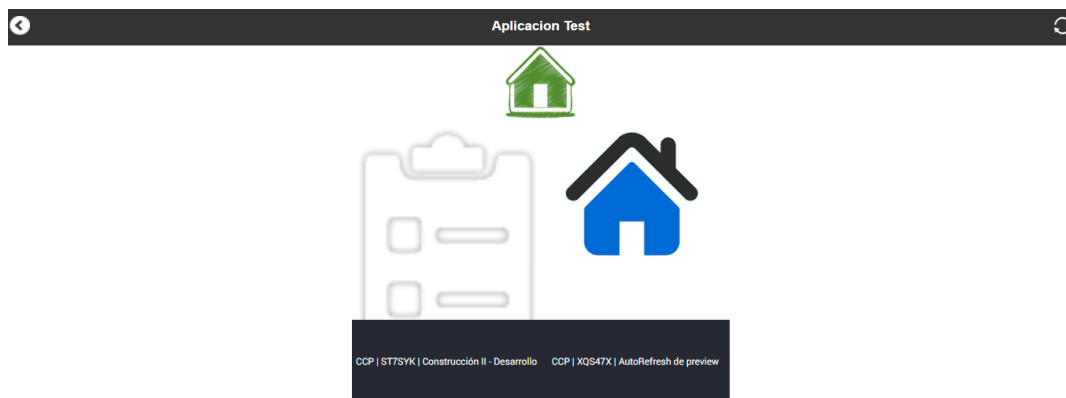 Aplicacion Test
CCP | ST7SYK | Construcción II - Desarrollo
CCP | XQS47X | AutoRefresh de preview